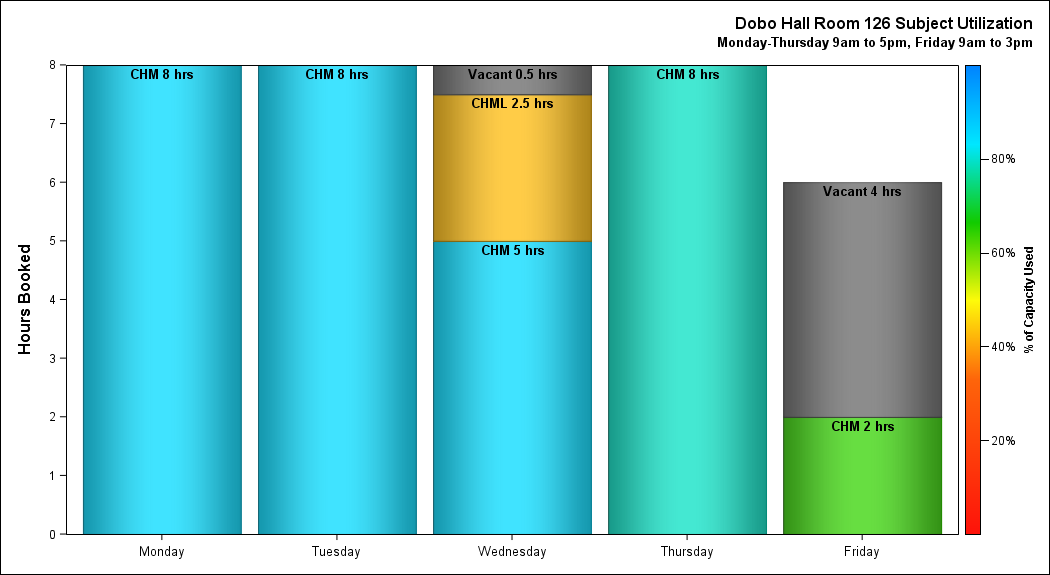 Dobo Hall Room 126 Subject Utilization
Monday-Thursday 9am to 5pm, Friday 9am to 3pm
Hours Booked
8
7
6
5
4
3
2
1
0
CHM 8 hrs
CHM 8 hrs
Vacant 0.5 hrs
CHML 2.5 hrs
CHM 5 hrs
CHM 8 hrs
Vacant 4 hrs
CHM 2 hrs
Monday
Tuesday
Wednesday
Thursday
Friday
80%
60%
40%
20%
% of Capacity Used